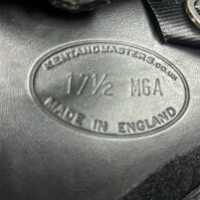 KENTANDMASTERS.CO.UK
17½ MGA
MADE IN ENGLAND